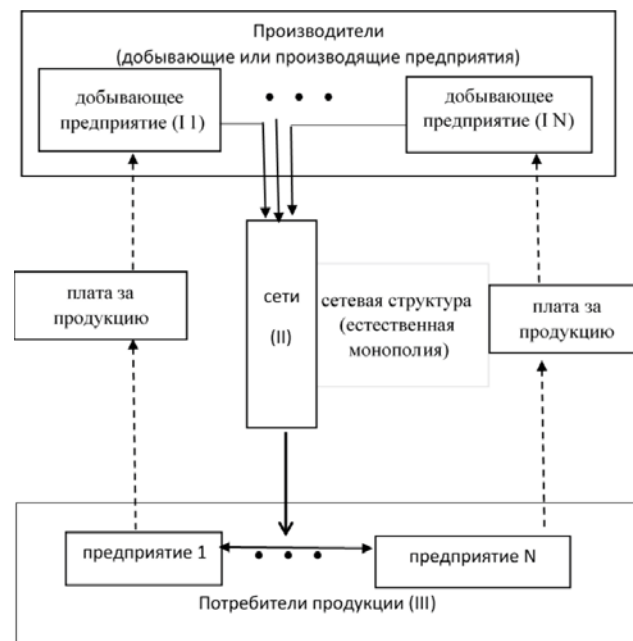 Производители
(добывающие или производящие предприятия)
добывающее
предприятие (I 1)
добывающее
предприятие (I N)
сети
(II)
сетевая структура
(естественная
монополия)
плата за
продукцию
плата за
продукцию
предприятие 1
предприятие N
Потребители продукции (III)